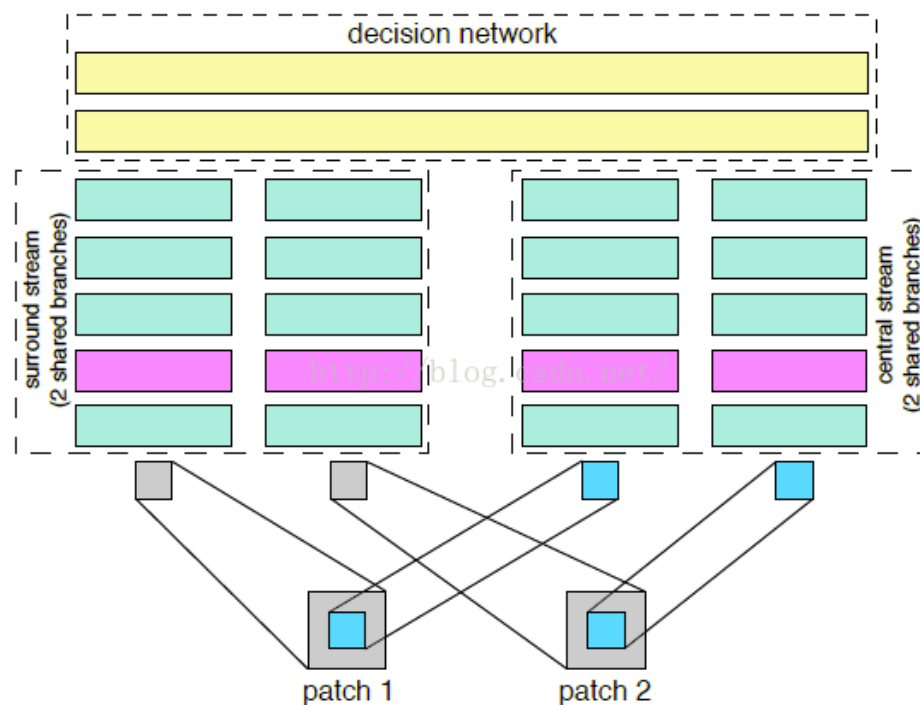 decision network
surround stream
(2 shared branches)
central stream
(2 shared branches)
http://blog.csdn.net/
patch 1
patch 2